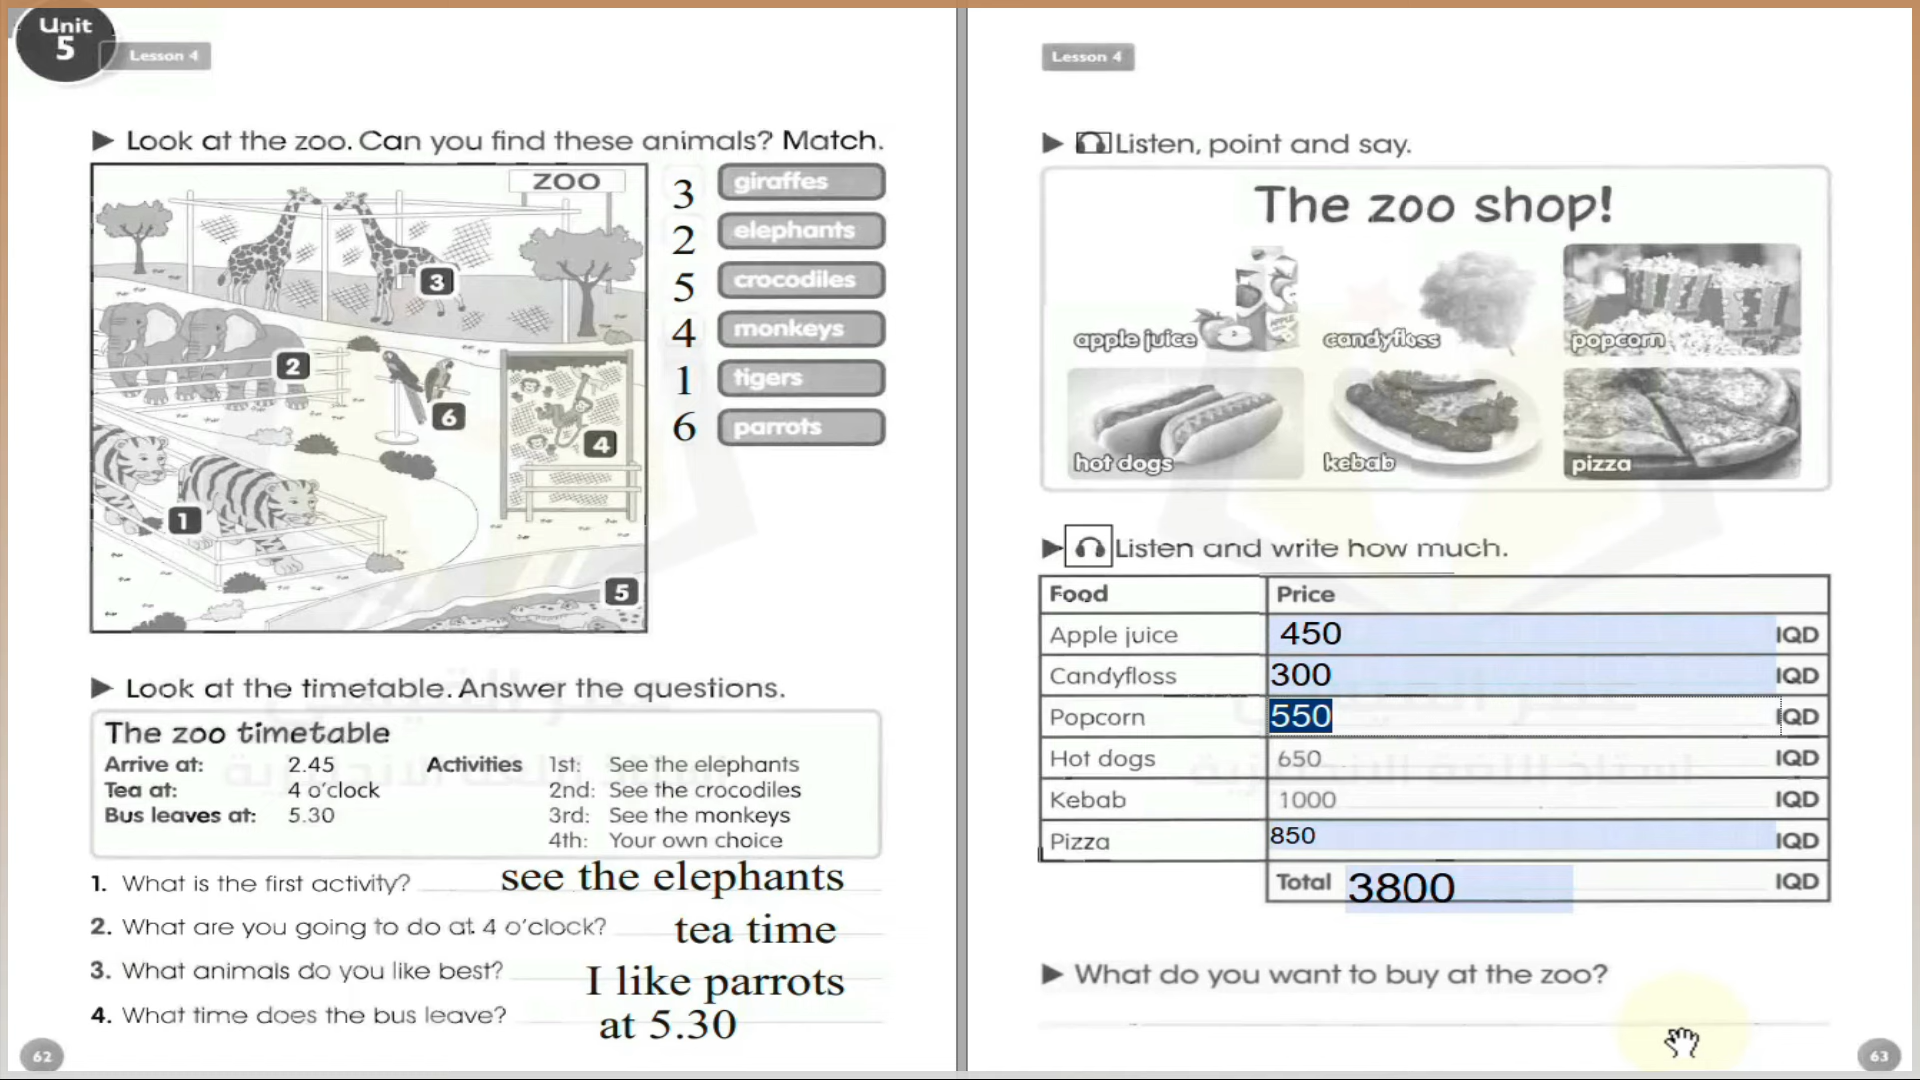 Unit
5
Lesson 4
Look at the zoo. Can you find these animals? Match.
ZOO
3
2
6
4
1
5
3 giraffes
2 elephants
5 crocodiles
4 monkeys
1 tigers
6 parrots
Look at the timetable. Answer the questions.
The zoo timetable
Arrive at: 2.45 Activities 1st: See the elephants
Tea at: 4 o'clock 2nd: See the crocodiles
Bus leaves at: 5.30 3rd: See the monkeys
4th: Your own choice
1. What is the first activity? see the elephants
2. What are you going to do at 4 o'clock? tea time
3. What animals do you like best? I like parrots
4. What time does the bus leave? at 5.30
62
Lesson 4
Listen, point and say.
The zoo shop!
apple juice candyfloss popcorn
hot dogs kebab pizza
Listen and write how much.
Food Price
Apple juice 450 IQD
Candyfloss 300 IQD
Popcorn 550 IQD
Hot dogs 650 IQD
Kebab 1000 IQD
Pizza 850 IQD
Total 3800 IQD
What do you want to buy at the zoo?
63
عمر القيسي
استاذ اللغة الانجليزية